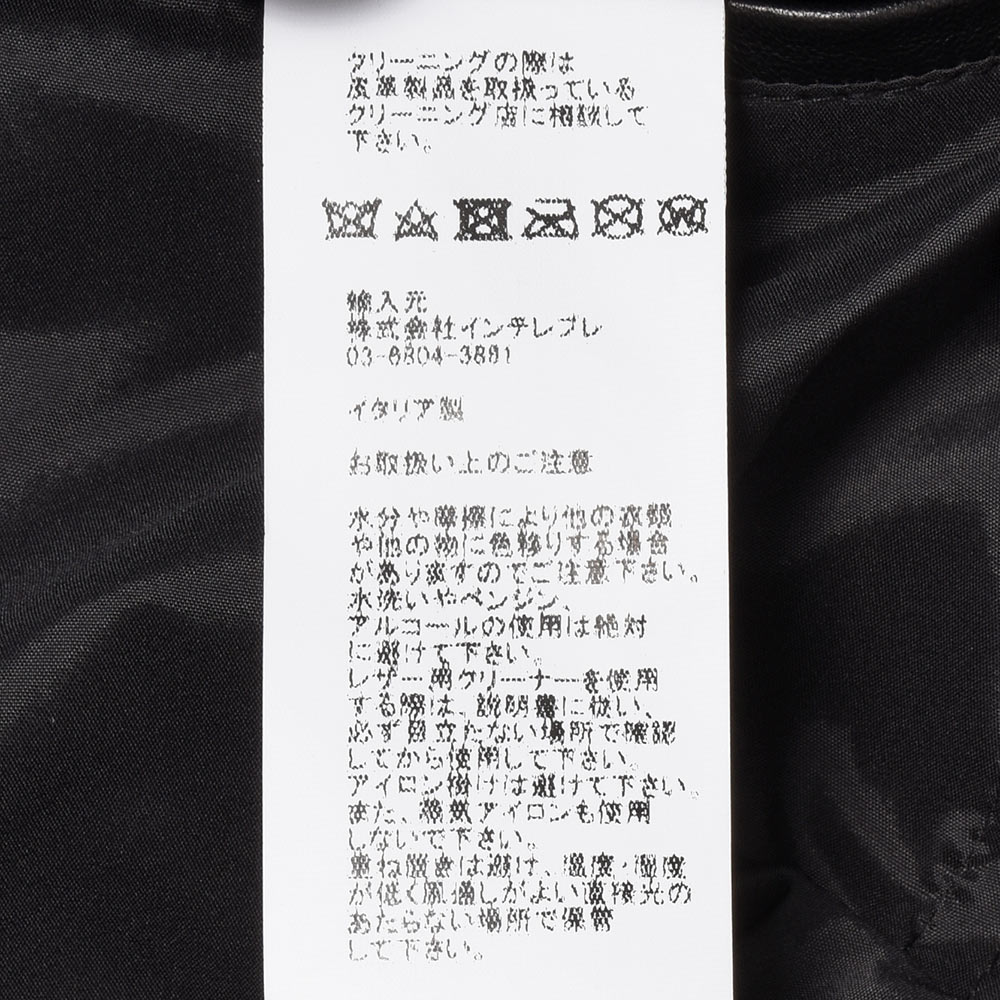 クリーニングの際は
皮革製品を取扱っている
クリーニング店に相談して
下さい。
輸入元
株式会社インテレプレ
03-6804-3861
イタリア製
お取扱い上のご注意
水分や摩擦により他の衣類
や他の物に色移りする場合
がありますのでご注意下さい。
水洗いやベンジン、
アルコールの使用は絶対
に避けて下さい。
レザー用クリーナーを使用
する際は、説明書に従い、
必ず目立たない場所で確認
してから使用して下さい。
アイロン掛けは避けて下さい。
また、蒸気アイロンも使用
しないで下さい。
重ね置きは避け、温度・湿度
が低く風通しがよい直接光の
あたらない場所で保管
して下さい。